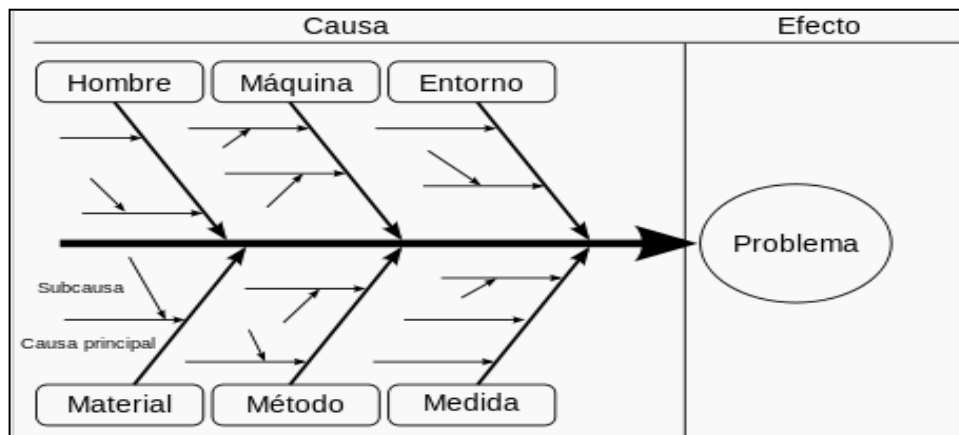 Causa
Efecto
Hombre
Máquina
Entorno
Problema
Subcausa
Causa principal
Material
Método
Medida